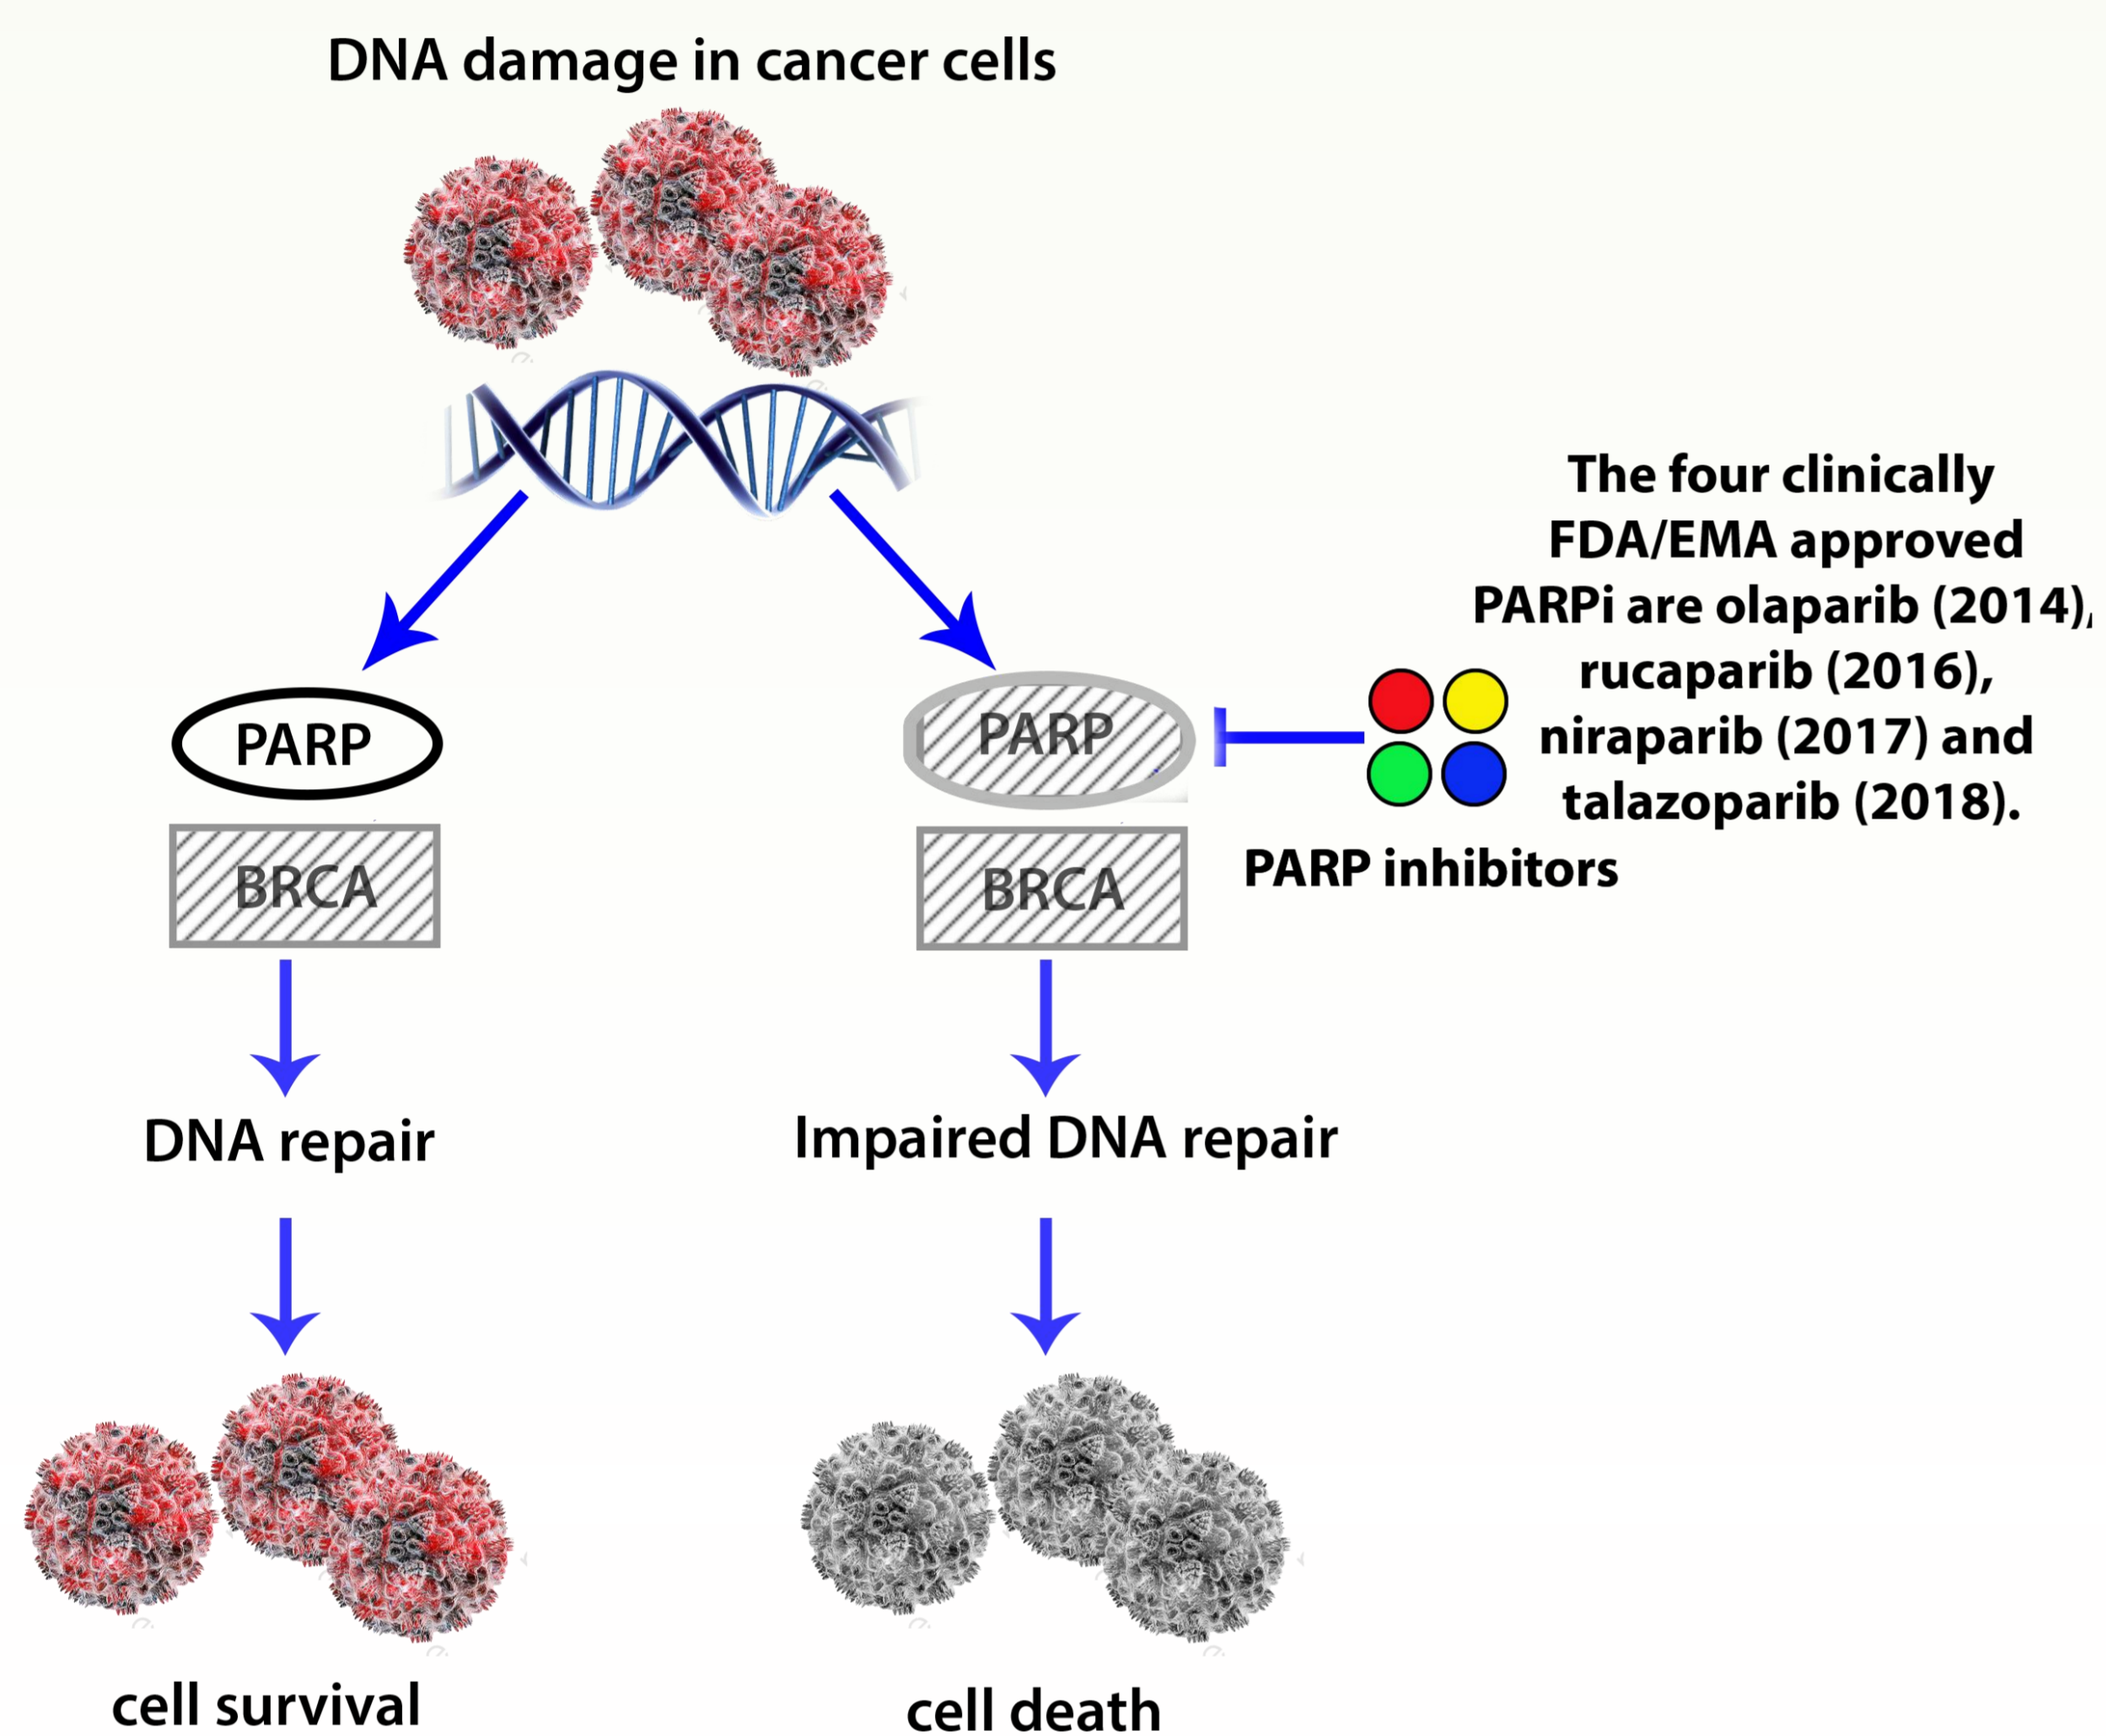 DNA damage in cancer cells
The four clinically
FDA/EMA approved
PARPi are olaparib (2014),
rucaparib (2016),
niraparib (2017) and
talazoparib (2018).
PARP
PARP
BRCA
BRCA
PARP inhibitors
DNA repair
Impaired DNA repair
cell survival
cell death